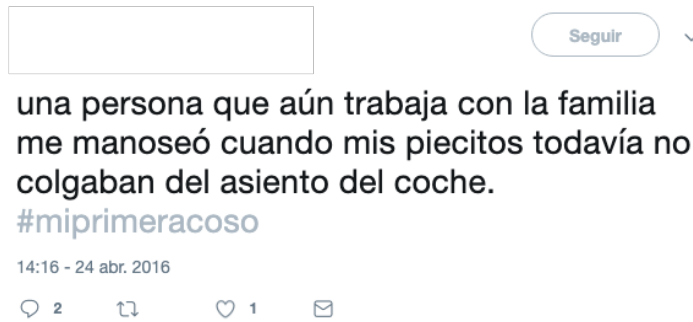 Seguir
una persona que aún trabaja con la familia
me manoseó cuando mis piecitos todavía no
colgaban del asiento del coche.
#miprimeracoso
14:16 - 24 abr. 2016
2 1